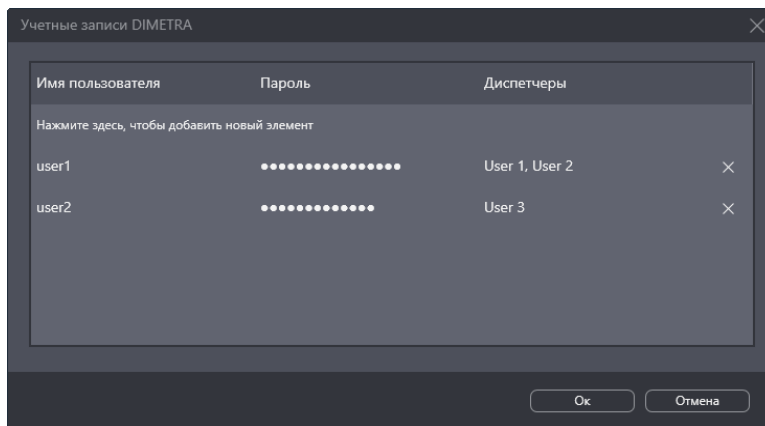 Учетные записи DIMETRA
Имя пользователя Пароль Диспетчеры
Нажмите здесь, чтобы добавить новый элемент
user1 ●●●●●●●●●●●●●●●● User 1, User 2
user2 ●●●●●●●●●●●●● User 3
Ок Отмена